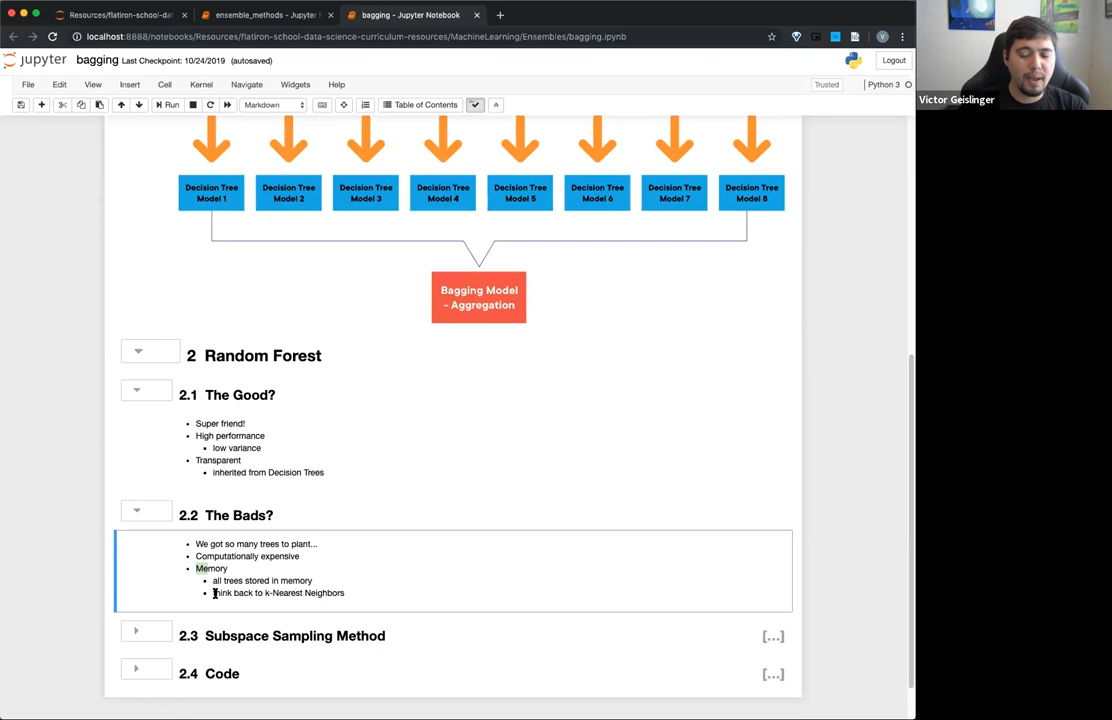 Resources/flatiron-school-dat
ensemble_methods - Jupyter N
bagging - Jupyter Notebook
localhost:8888/notebooks/Resources/flatiron-school-data-science-curriculum-resources/MachineLearning/Ensembles/bagging.ipynb
V
jupyter bagging Last Checkpoint: 10/24/2019 (autosaved)
Logout
File Edit View Insert Cell Kernel Navigate Widgets Help
Trusted Python 3
Run Markdown Table of Contents
Victor Geislinger
Decision Tree Model 1
Decision Tree Model 2
Decision Tree Model 3
Decision Tree Model 4
Decision Tree Model 5
Decision Tree Model 6
Decision Tree Model 7
Decision Tree Model 8
Bagging Model
- Aggregation
2 Random Forest
2.1 The Good?
Super friend!
High performance
low variance
Transparent
inherited from Decision Trees
2.2 The Bads?
We got so many trees to plant...
Computationally expensive
Memory
all trees stored in memory
think back to k-Nearest Neighbors
2.3 Subspace Sampling Method [...]
2.4 Code [...]